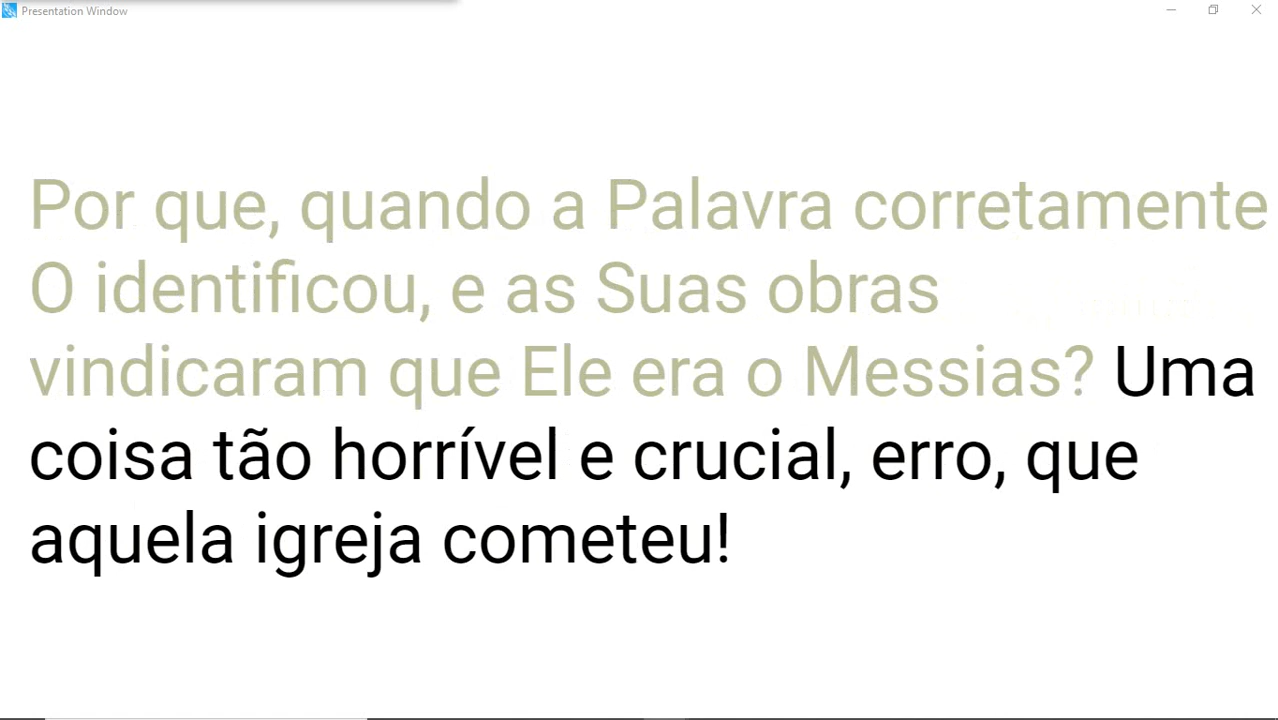 Presentation Window
Por que, quando a Palavra corretamente
O identificou, e as Suas obras
vindicaram que Ele era o Messias? Uma
coisa tão horrível e crucial, erro, que
aquela igreja cometeu!